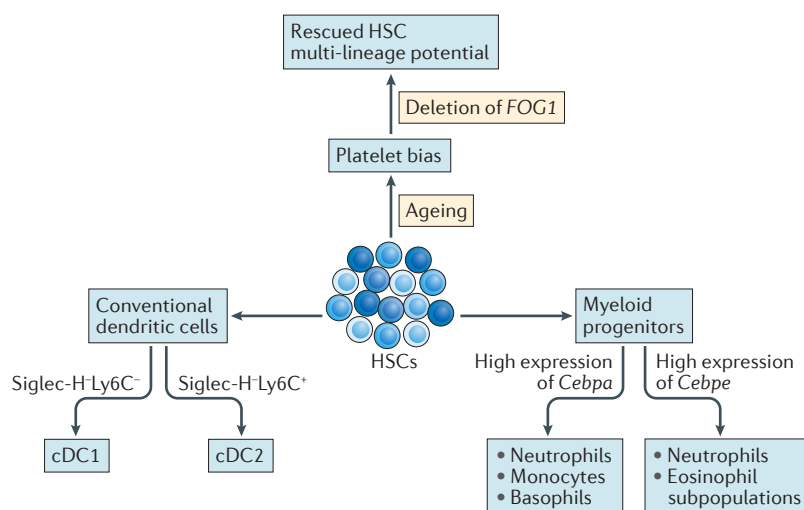 Rescued HSC
multi-lineage potential
Deletion of FOG1
Platelet bias
Ageing
HSCs
Conventional
dendritic cells
Siglec-H⁻Ly6C⁻
Siglec-H⁻Ly6C⁺
cDC1
cDC2
Myeloid
progenitors
High expression
of Cebpa
High expression
of Cebpe
• Neutrophils
• Monocytes
• Basophils
• Neutrophils
• Eosinophil
subpopulations